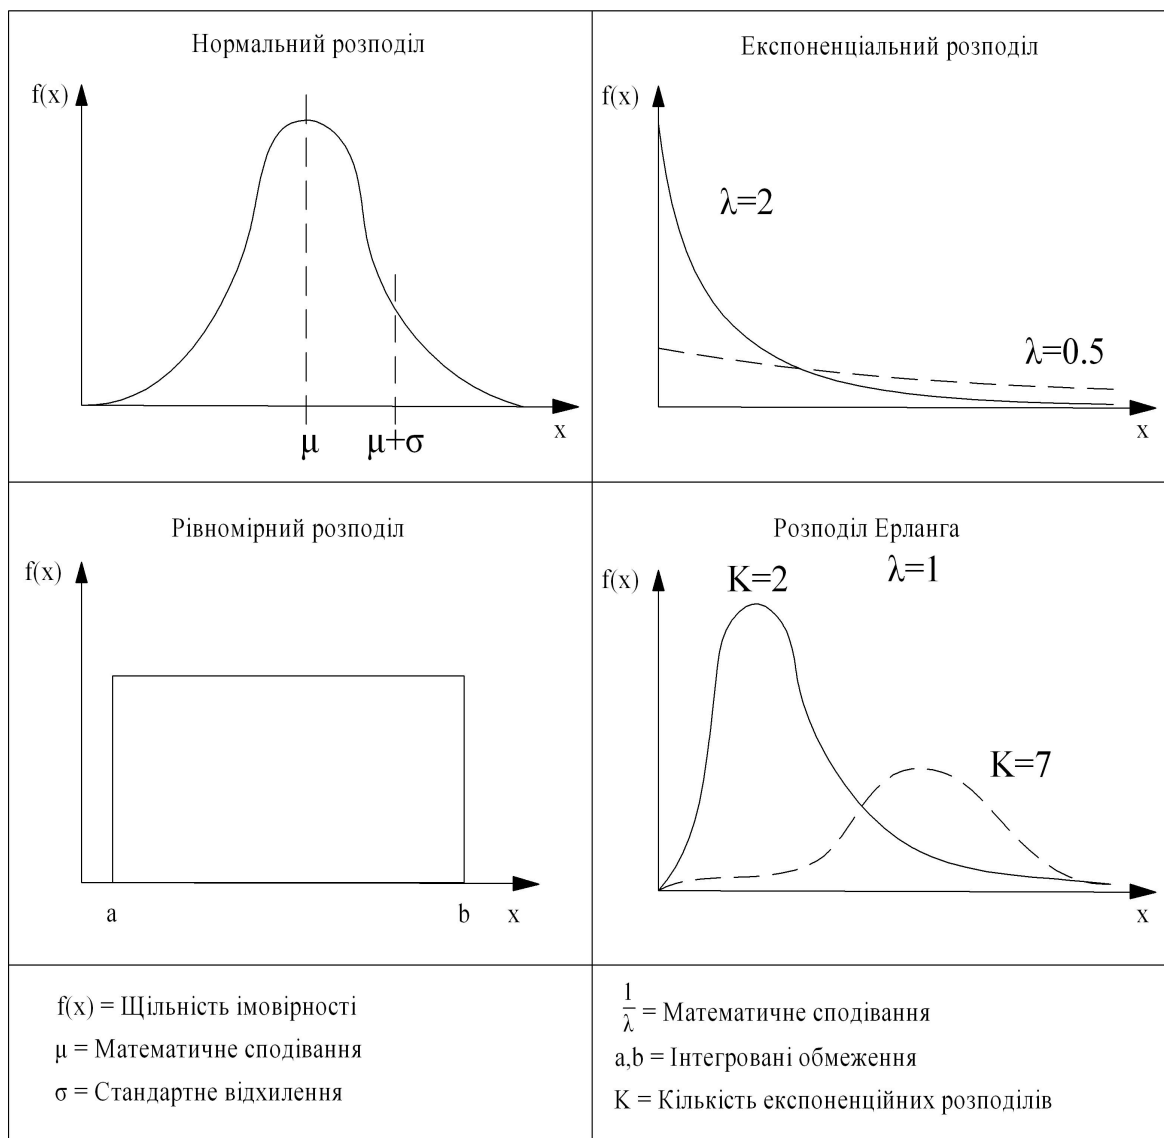 Нормальний розподіл
f(x)
μ
μ+σ
x
Експоненціальний розподіл
f(x)
λ=2
λ=0.5
x
Рівномірний розподіл
f(x)
a
b
x
Розподіл Ерланга
λ=1
f(x)
K=2
K=7
x
f(x) = Щільність імовірності
μ = Математичне сподівання
σ = Стандартне відхилення
1
λ = Математичне сподівання
a,b = Інтегровані обмеження
K = Кількість експоненційних розподілів